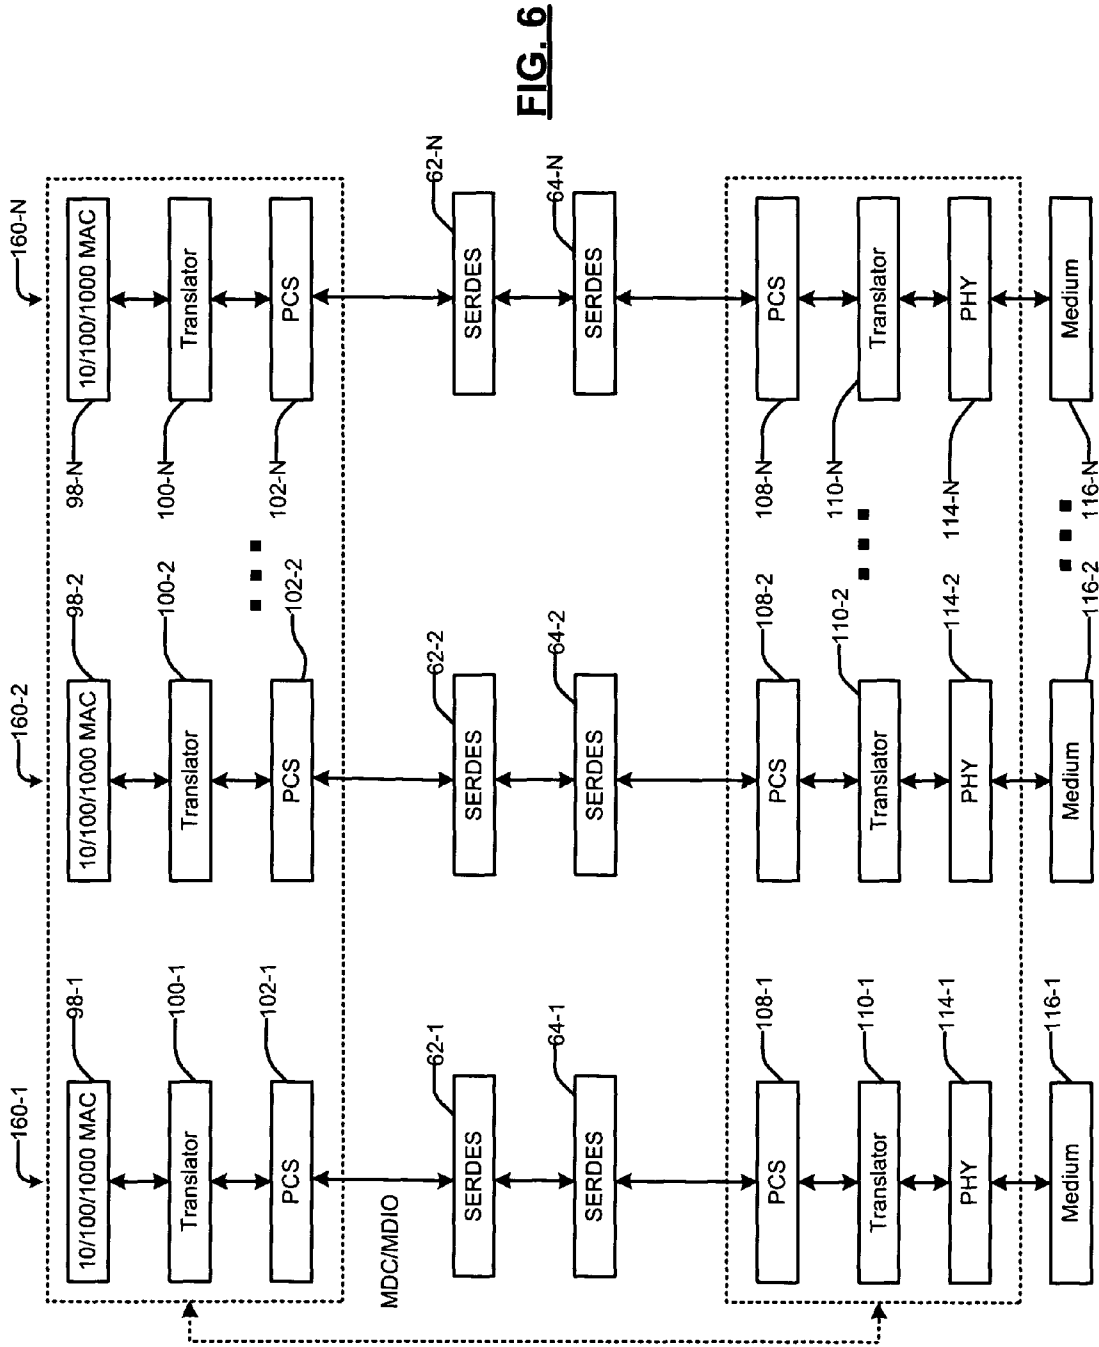 160-1
160-2
160-N
10/100/1000 MAC
98-1
10/100/1000 MAC
98-2
98-N
10/100/1000 MAC
Translator
100-1
Translator
100-2
100-N
Translator
PCS
102-1
PCS
102-2
102-N
PCS
MDC/MDIO
62-1
62-2
62-N
SERDES
SERDES
SERDES
64-1
64-2
64-N
SERDES
SERDES
SERDES
FIG. 6
PCS
108-1
PCS
108-2
108-N
PCS
110-2
110-N
Translator
110-1
Translator
Translator
PHY
114-1
PHY
114-2
114-N
PHY
Medium
116-1
Medium
116-2
116-N
Medium